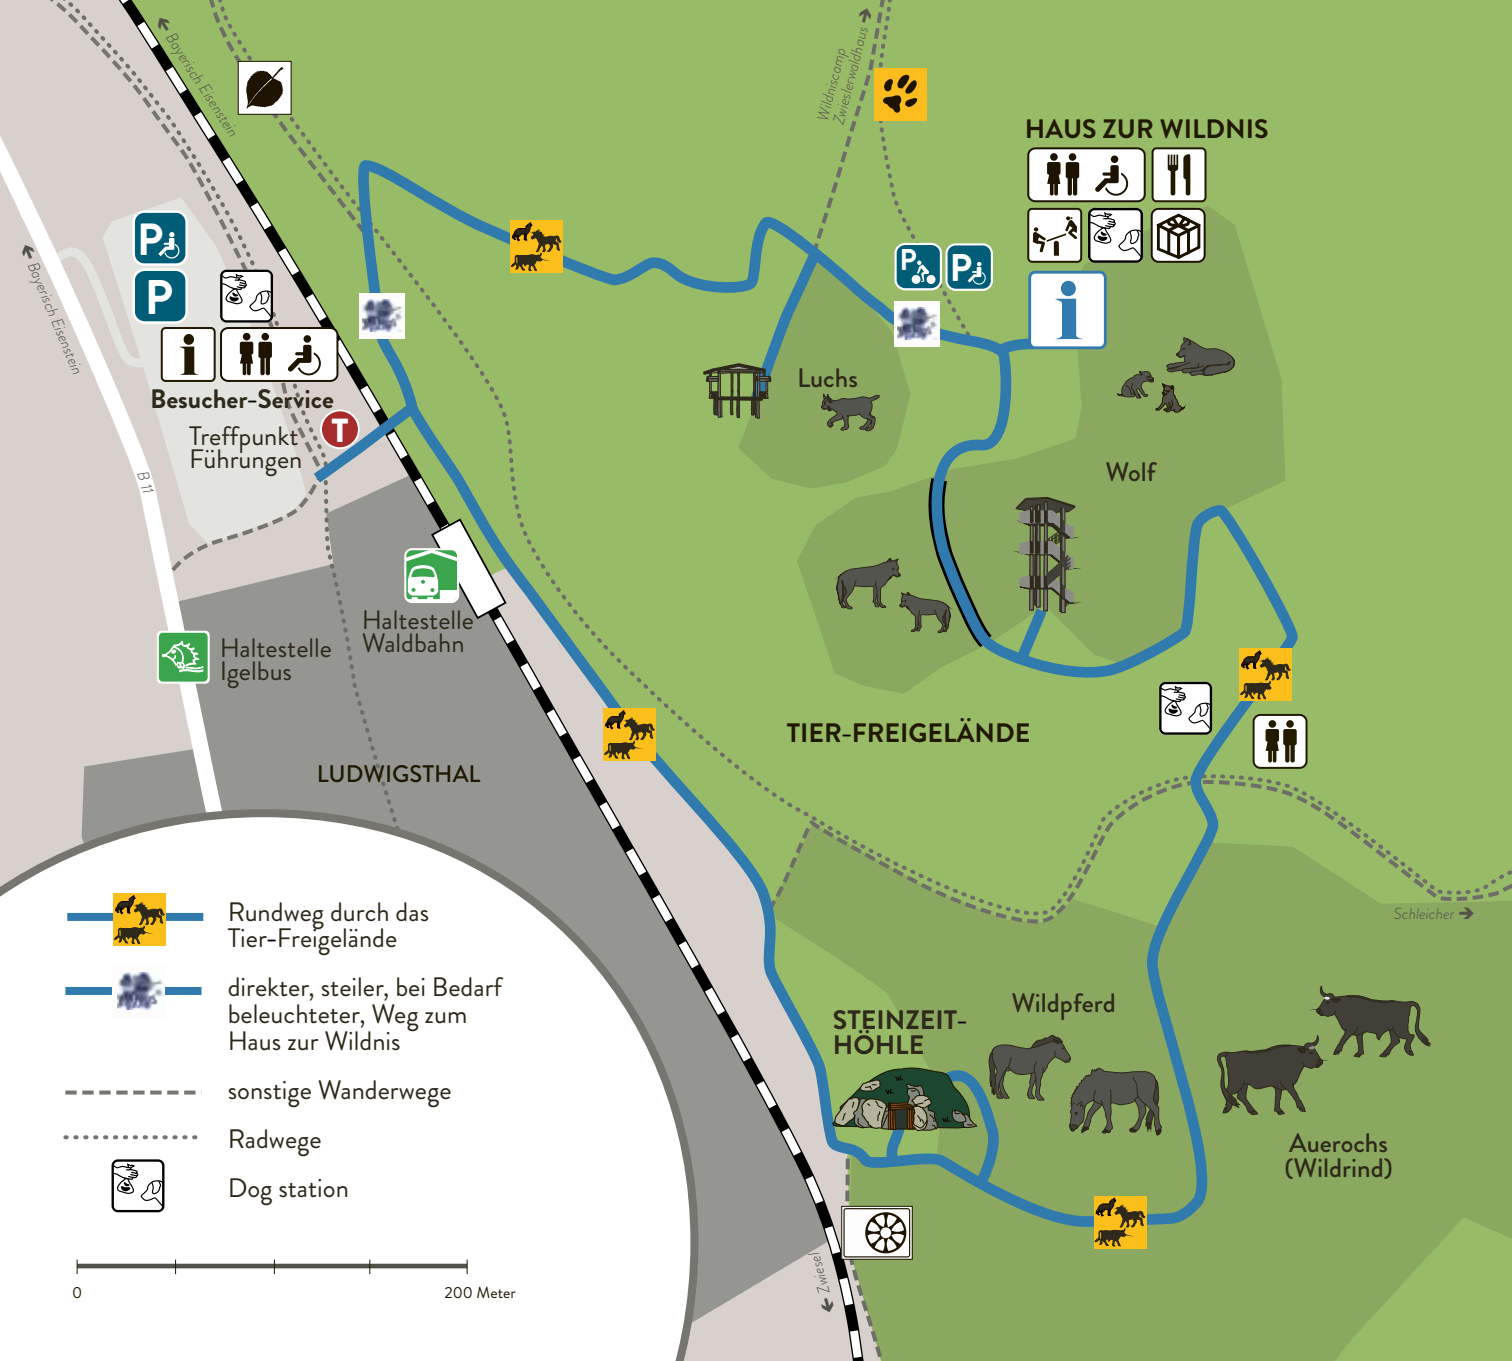 Bayerisch Eisenstein
Wildniscamp
Zwieslerwaldhaus
HAUS ZUR WILDNIS
P
P
P
P
i
i
Bayerisch Eisenstein
Besucher-Service
Treffpunkt
Führungen
T
B 11
Luchs
Wolf
Haltestelle
Waldbahn
Haltestelle
Igelbus
TIER-FREIGELÄNDE
LUDWIGSTHAL
Schleicher
Wildpferd
STEINZEIT-
HÖHLE
Auerochs
(Wildrind)
Zwiesel
Rundweg durch das
Tier-Freigelände
direkter, steiler, bei Bedarf
beleuchteter, Weg zum
Haus zur Wildnis
sonstige Wanderwege
Radwege
Dog station
0
200 Meter